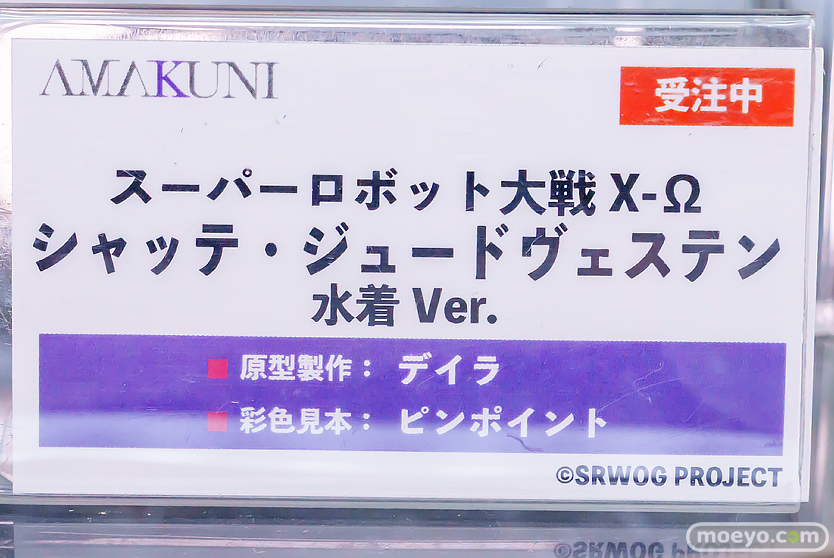 AMAKUNI
受注中
スーパーロボット大戦 X-Ω
シャッテ・ジュードヴェステン
水着 Ver.
■ 原型製作： デイラ
■ 彩色見本： ピンポイント
©SRWOG PROJECT
moeyo.com